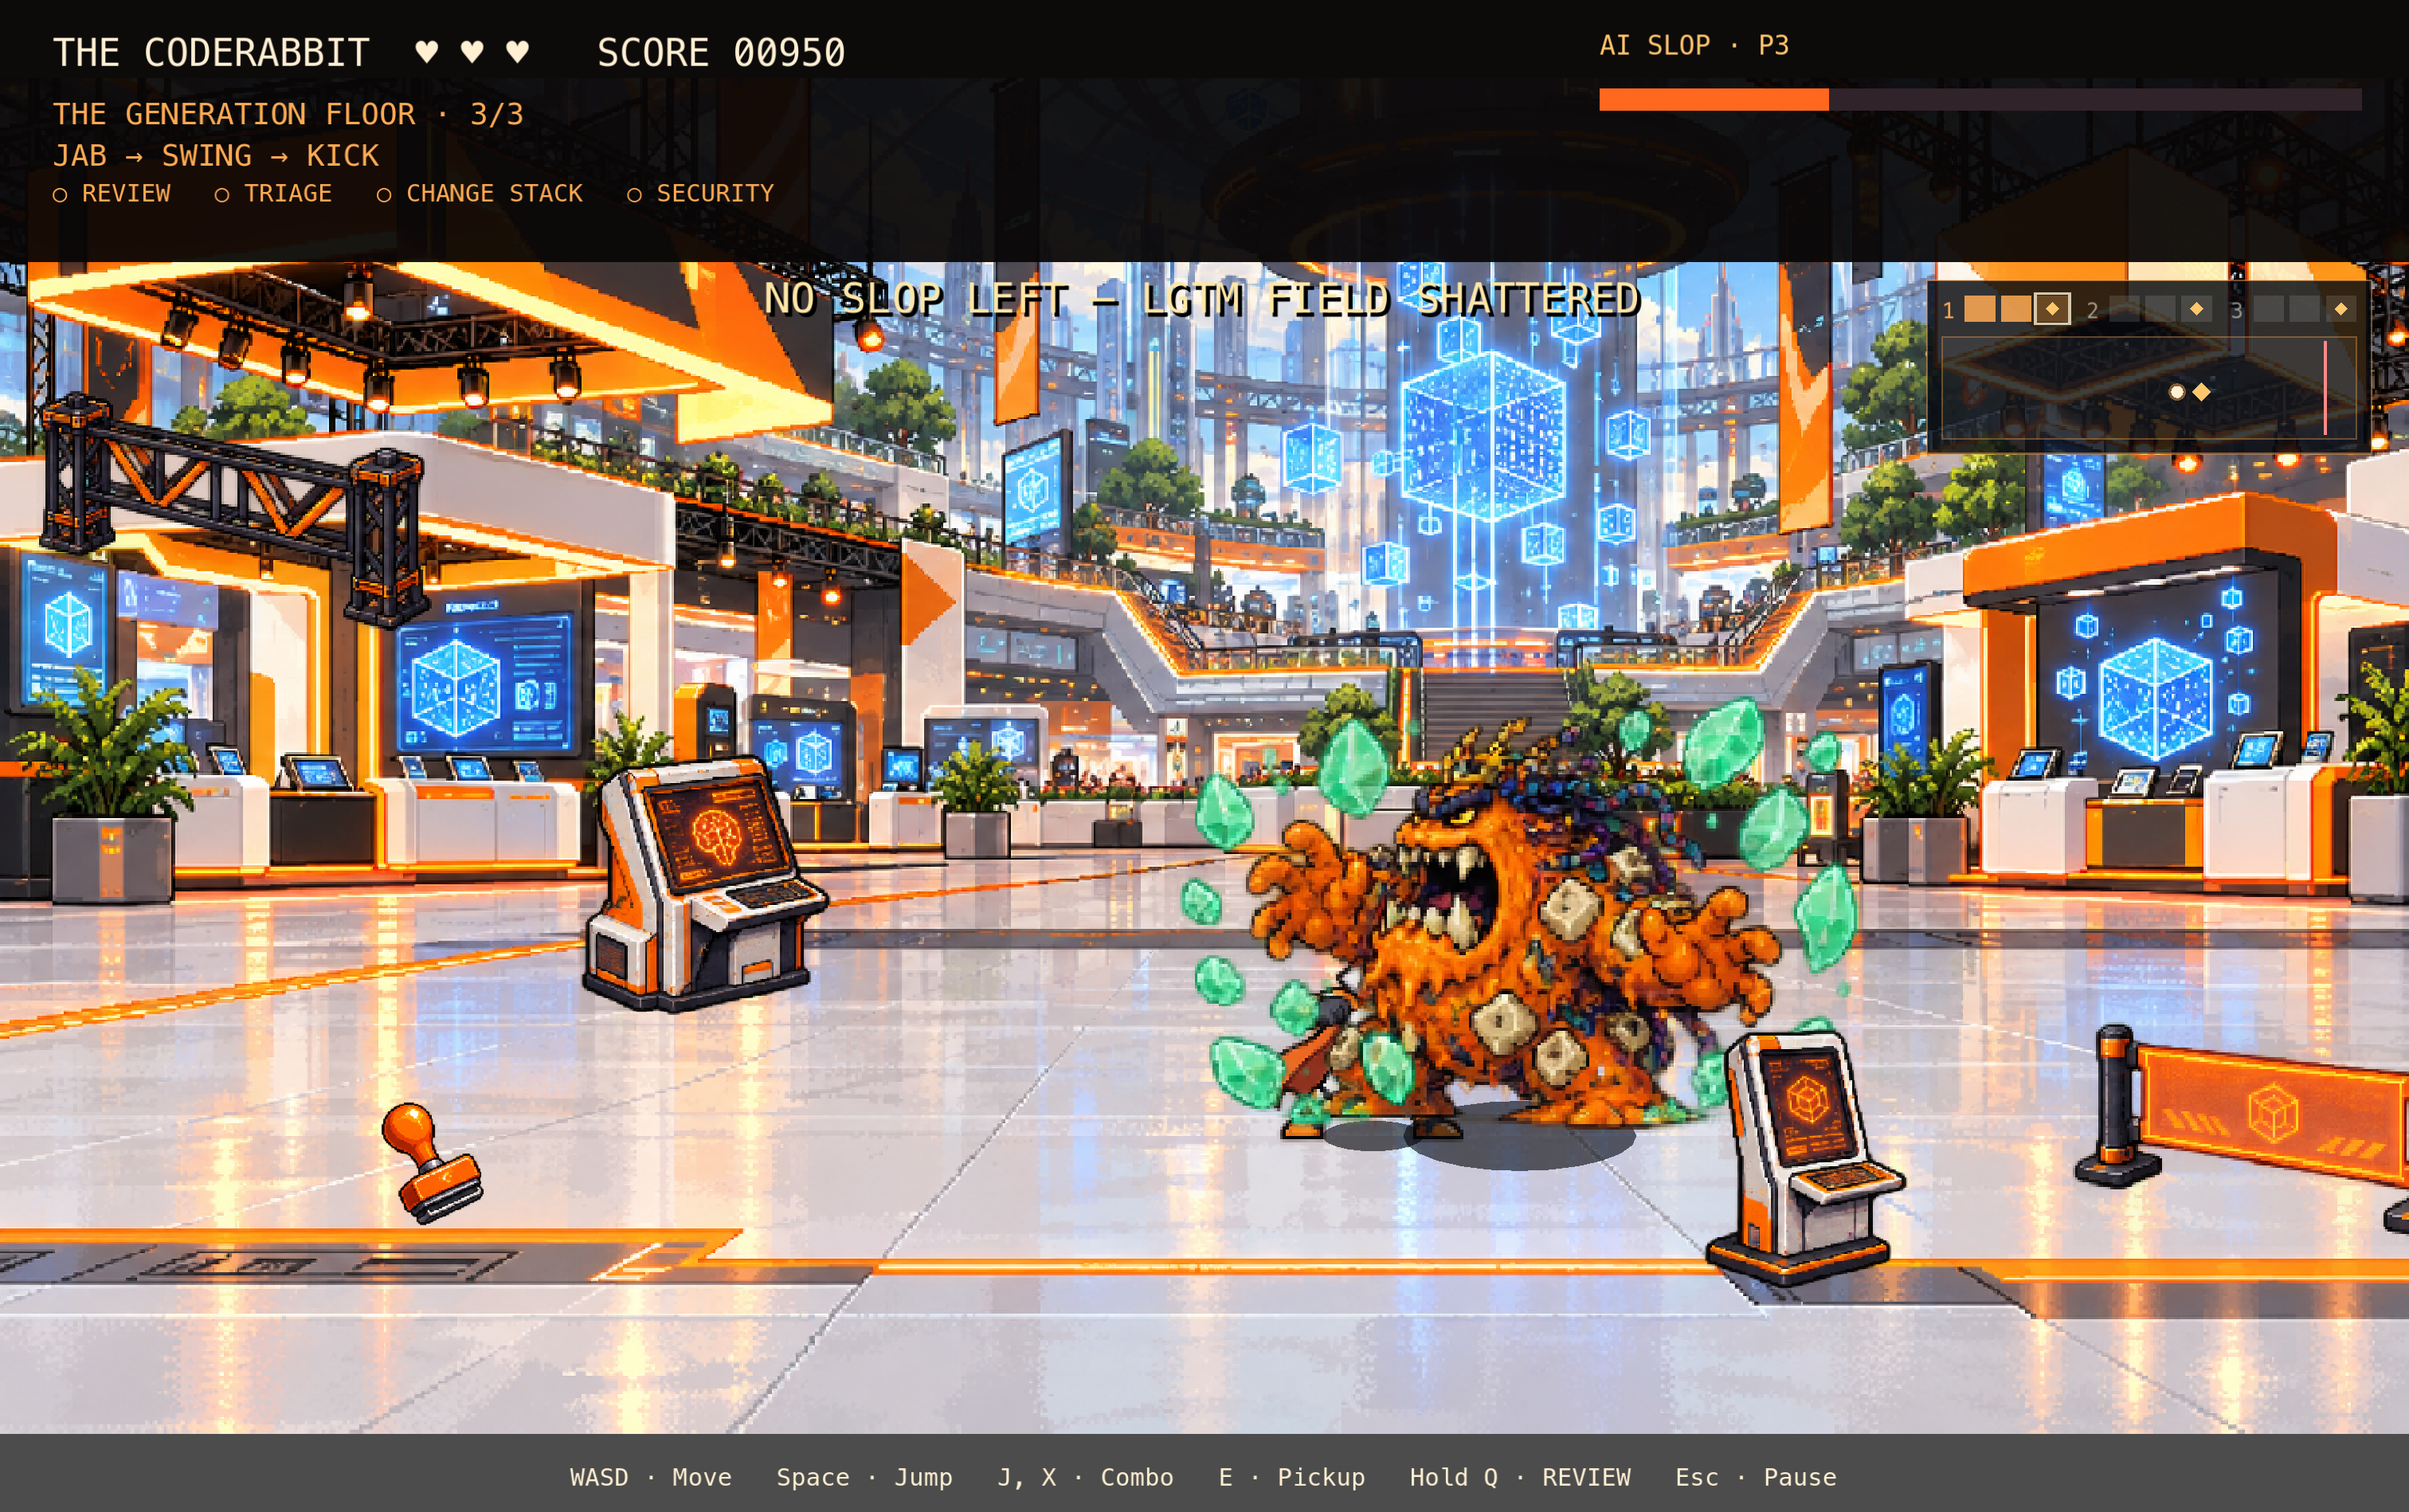 THE CODERABBIT ♥ ♥ ♥ SCORE 00950
AI SLOP · P3
THE GENERATION FLOOR · 3/3
JAB → SWING → KICK
○ REVIEW ○ TRIAGE ○ CHANGE STACK ○ SECURITY
NO SLOP LEFT — LGTM FIELD SHATTERED
1 2 3
WASD · Move Space · Jump J, X · Combo E · Pickup Hold Q · REVIEW Esc · Pause